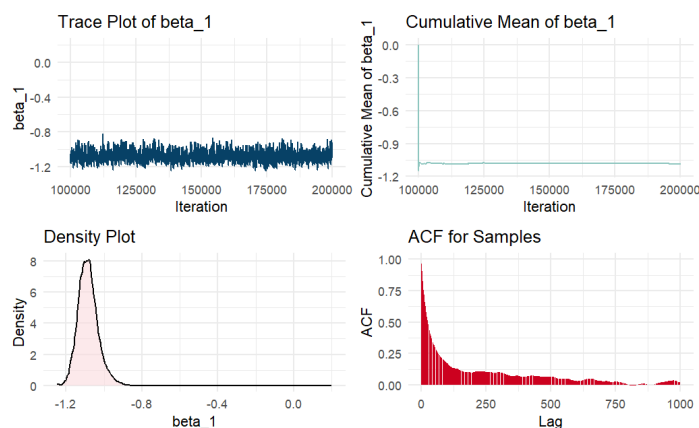 Trace Plot of beta_1
0.0
-0.4
-0.8
-1.2
beta_1
100000 125000 150000 175000 200000
Iteration
Cumulative Mean of beta_1
0.0
-0.3
-0.6
-0.9
-1.2
Cumulative Mean of beta_1
100000 125000 150000 175000 200000
Iteration
Density Plot
8
6
4
2
0
Density
-1.2 -0.8 -0.4 0.0
beta_1
ACF for Samples
1.00
0.75
0.50
0.25
0.00
ACF
0 250 500 750 1000
Lag